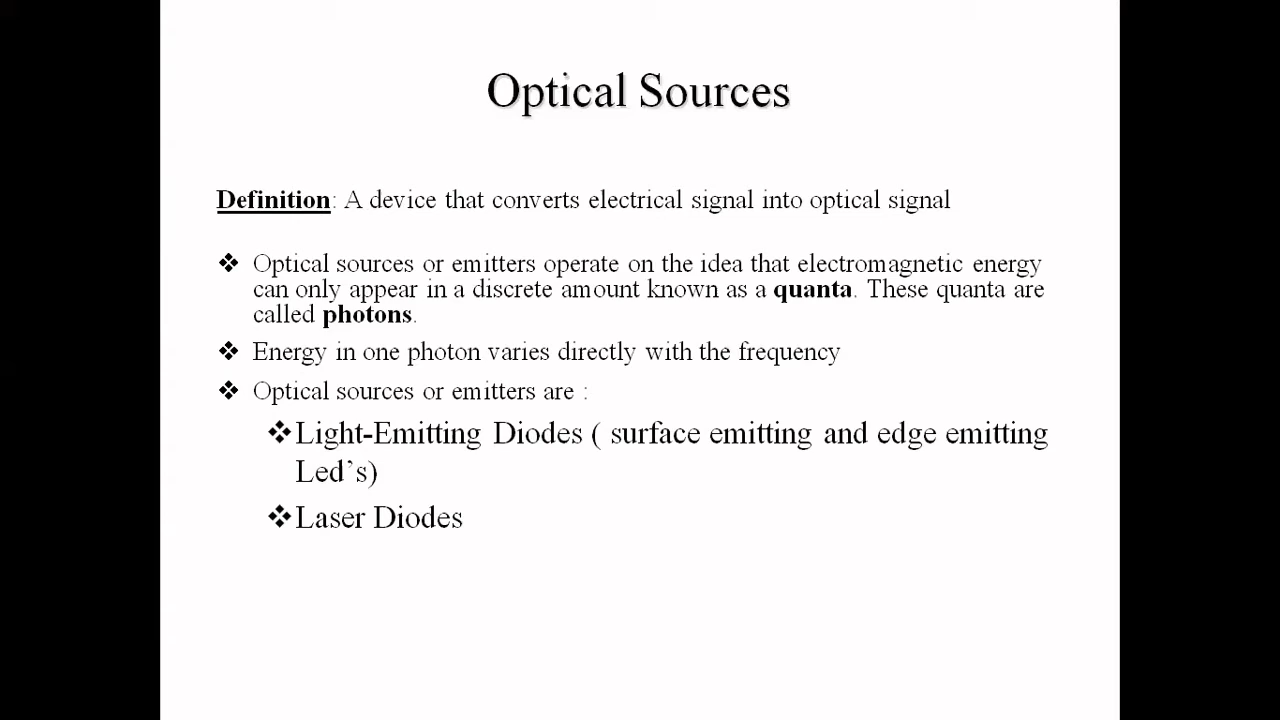 Optical Sources
Definition: A device that converts electrical signal into optical signal
❖ Optical sources or emitters operate on the idea that electromagnetic energy
can only appear in a discrete amount known as a quanta. These quanta are
called photons.
❖ Energy in one photon varies directly with the frequency
❖ Optical sources or emitters are :
❖Light-Emitting Diodes ( surface emitting and edge emitting
Led’s)
❖Laser Diodes